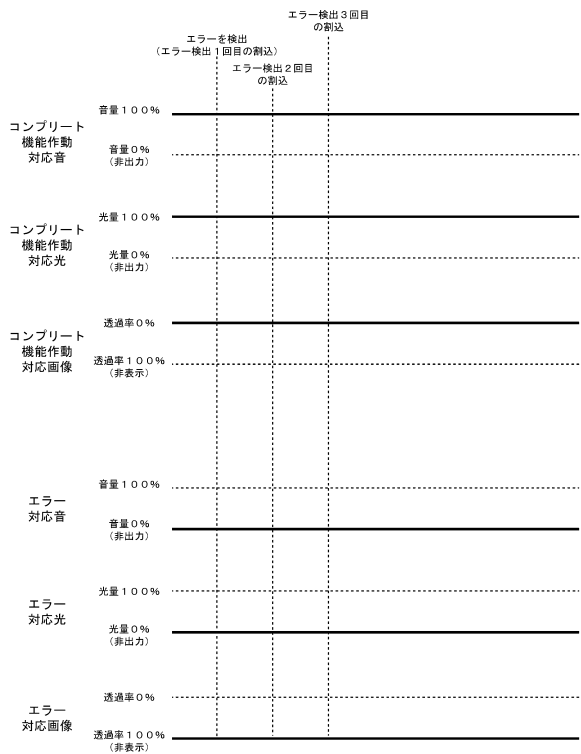 エラー検出３回目
の割込
エラーを検出
（エラー検出１回目の割込）
エラー検出２回目
の割込
コンプリート
機能作動
対応音
音量１００％
音量０％
（非出力）
コンプリート
機能作動
対応光
光量１００％
光量０％
（非出力）
コンプリート
機能作動
対応画像
透過率０％
透過率１００％
（非表示）
エラー
対応音
音量１００％
音量０％
（非出力）
エラー
対応光
光量１００％
光量０％
（非出力）
エラー
対応画像
透過率０％
透過率１００％
（非表示）